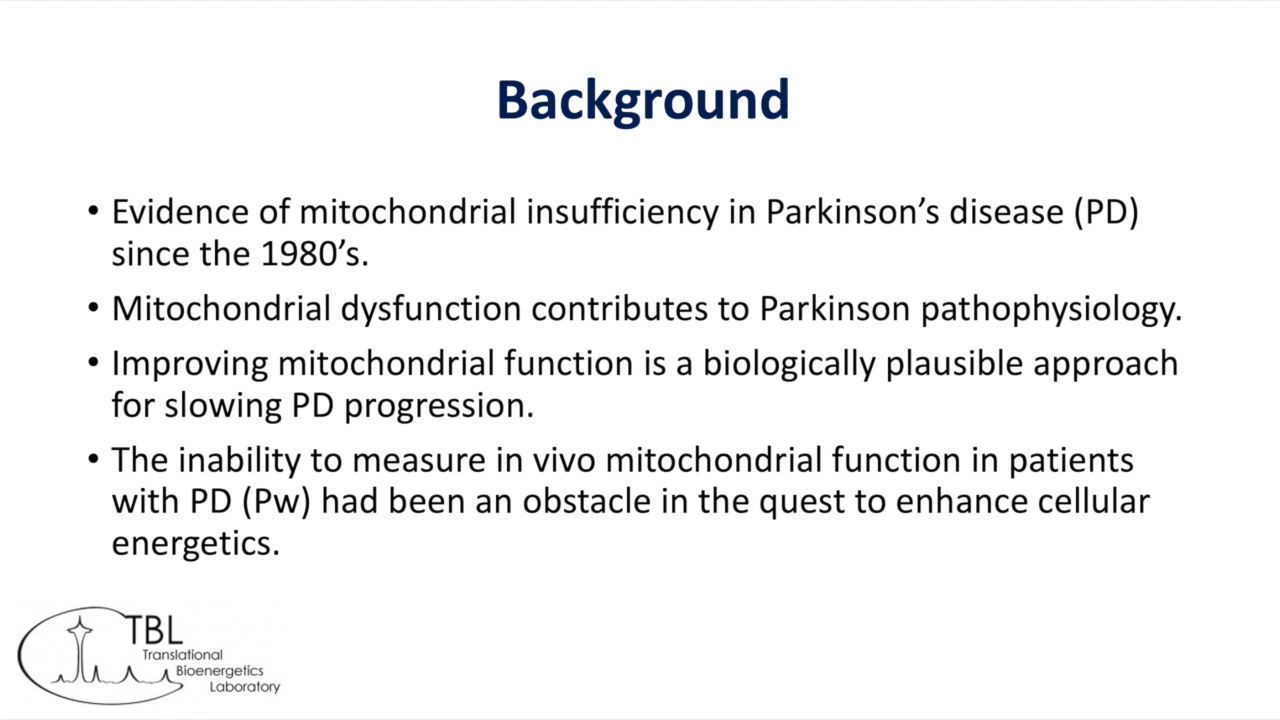 Background
• Evidence of mitochondrial insufficiency in Parkinson’s disease (PD)
since the 1980’s.
• Mitochondrial dysfunction contributes to Parkinson pathophysiology.
• Improving mitochondrial function is a biologically plausible approach
for slowing PD progression.
• The inability to measure in vivo mitochondrial function in patients
with PD (Pw) had been an obstacle in the quest to enhance cellular
energetics.
TBL
Translational
Bioenergetics
Laboratory